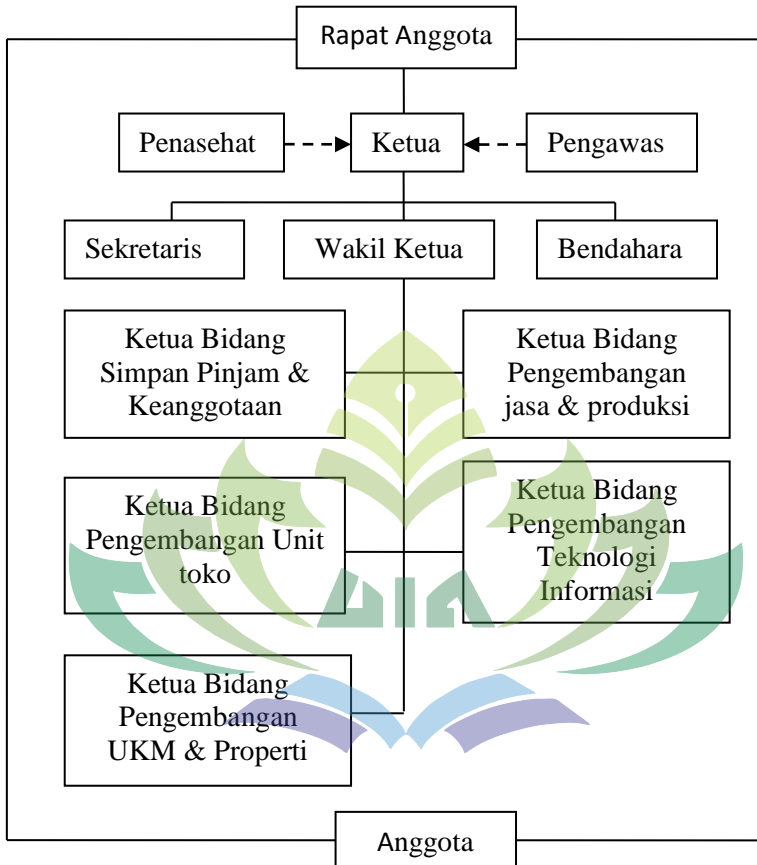 Rapat Anggota
Penasehat
Ketua
Pengawas
Sekretaris
Wakil Ketua
Bendahara
Ketua Bidang
Simpan Pinjam &
Keanggotaan
Ketua Bidang
Pengembangan
jasa & produksi
Ketua Bidang
Pengembangan Unit
toko
Ketua Bidang
Pengembangan
Teknologi
Informasi
Ketua Bidang
Pengembangan
UKM & Properti
Anggota